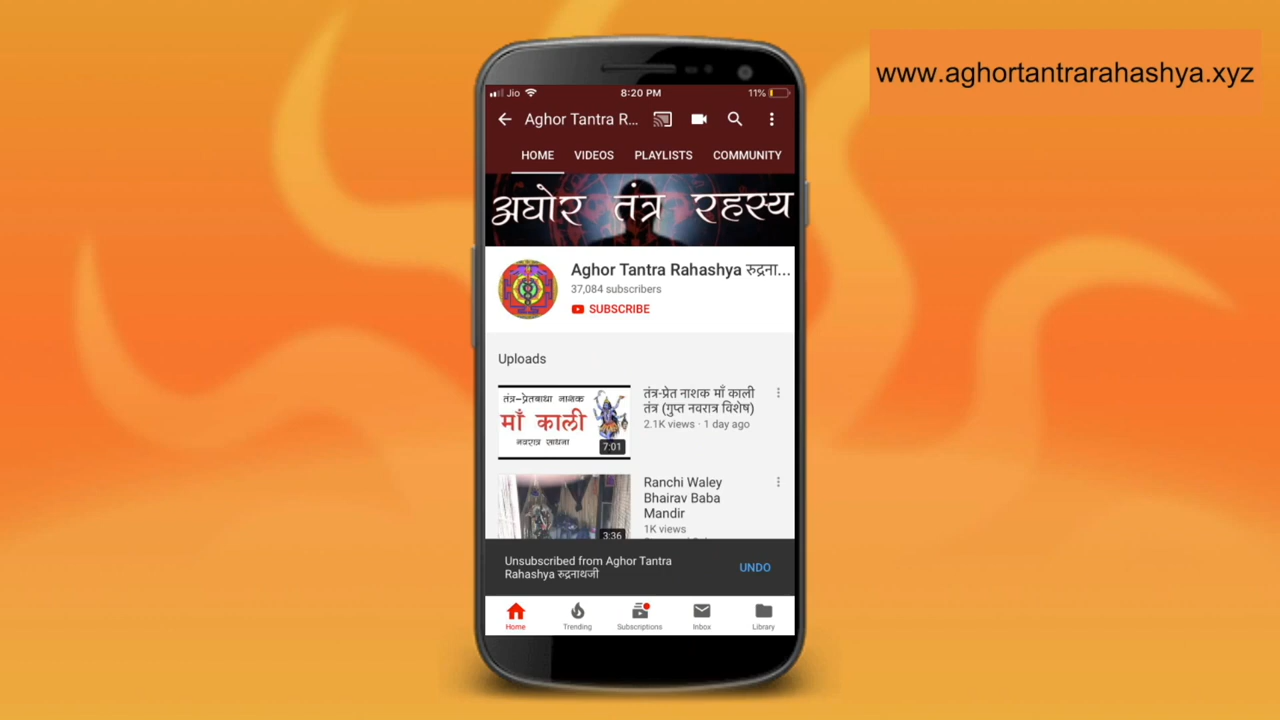 www.aghortantrarahashya.xyz
Jio 8:20 PM 11%
Aghor Tantra R...
HOME VIDEOS PLAYLISTS COMMUNITY
अघोर तंत्र रहस्य
Aghor Tantra Rahashya रुद्रना...
37,084 subscribers
SUBSCRIBE
Uploads
तंत्र-प्रेतबाधा नाशक
माँ काली
नवरात्र साधना
7:01
तंत्र-प्रेत नाशक माँ काली
तंत्र (गुप्त नवरात्र विशेष)
2.1K views · 1 day ago
3:36
Ranchi Waley
Bhairav Baba
Mandir
1K views
Unsubscribed from Aghor Tantra
Rahashya रुद्रनाथजी
UNDO
Home Trending Subscriptions Inbox Library